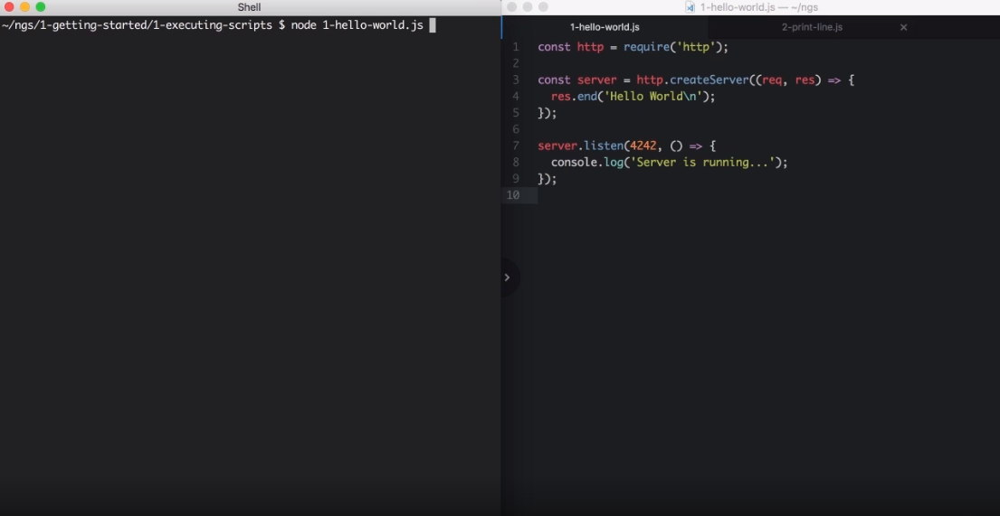 Shell
~/ngs/1-getting-started/1-executing-scripts $ node 1-hello-world.js
1-hello-world.js — ~/ngs
1-hello-world.js
2-print-line.js
1 const http = require('http');
2
3 const server = http.createServer((req, res) => {
4   res.end('Hello World\n');
5 });
6
7 server.listen(4242, () => {
8   console.log('Server is running...');
9 });
10